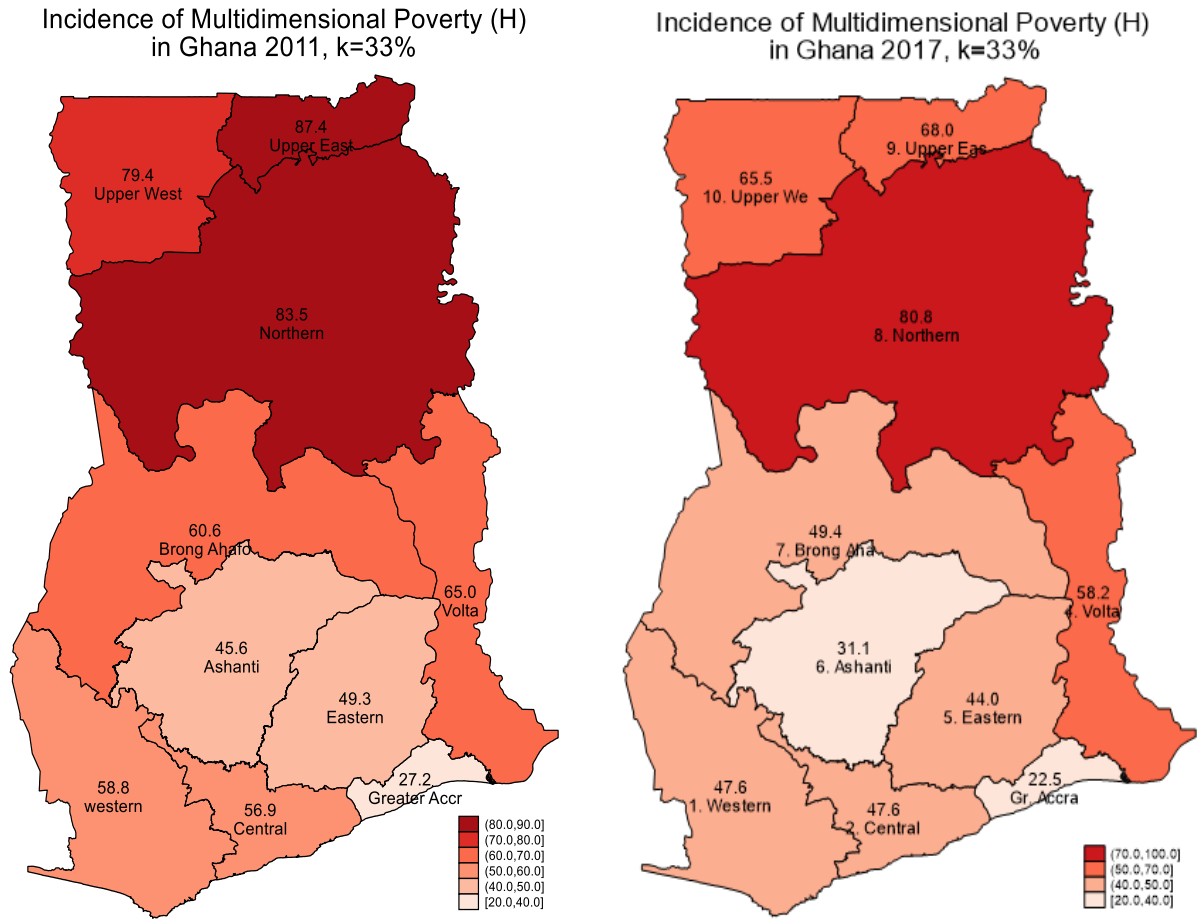 Incidence of Multidimensional Poverty (H)
in Ghana 2011, k=33%
87.4
Upper East
79.4
Upper West
83.5
Northern
60.6
Brong Ahafo
65.0
Volta
45.6
Ashanti
49.3
Eastern
58.8
western
56.9
Central
27.2
Greater Accr
(80.0,90.0]
(70.0,80.0]
(60.0,70.0]
(50.0,60.0]
(40.0,50.0]
[20.0,40.0]
Incidence of Multidimensional Poverty (H)
in Ghana 2017, k=33%
68.0
9. Upper Eas
65.5
10. Upper We
80.8
8. Northern
49.4
7. Brong Aha
58.2
4. Volta
31.1
6. Ashanti
44.0
5. Eastern
47.6
1. Western
47.6
2. Central
22.5
Gr. Accra
(70.0,100.0]
(50.0,70.0]
(40.0,50.0]
[20.0,40.0]